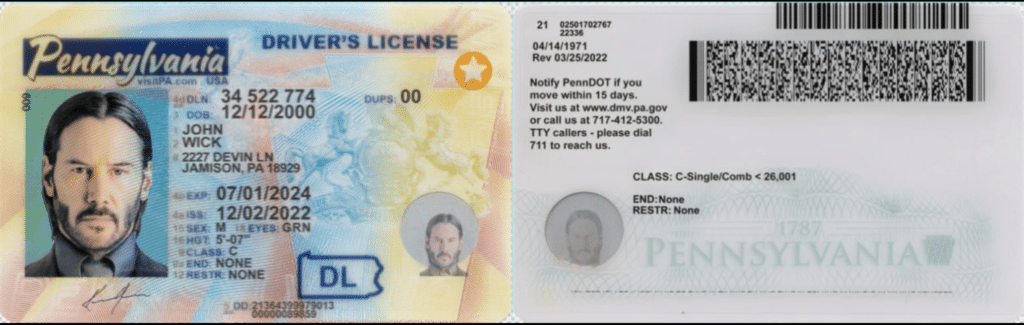 Pennsylvania
visitPA.com USA
DRIVER'S LICENSE
600
4d DLN: 34 522 774
DUPS: 00
3 DOB: 12/12/2000
1 JOHN
2 WICK
8 2227 DEVIN LN
JAMISON, PA 18929
4b EXP: 07/01/2024
4a ISS: 12/02/2022
15 SEX: M 18 EYES: GRN
16 HGT: 5'-07"
9 CLASS: C
9a END: NONE
12 RESTR: NONE
DL
5 DD: 21364399979013
00000089859
21 02501702767
22336
04/14/1971
Rev 03/25/2022
Notify PennDOT if you
move within 15 days.
Visit us at www.dmv.pa.gov
or call us at 717-412-5300.
TTY callers - please dial
711 to reach us.
CLASS: C-Single/Comb < 26,001
END: None
RESTR: None
1787
PENNSYLVANIA